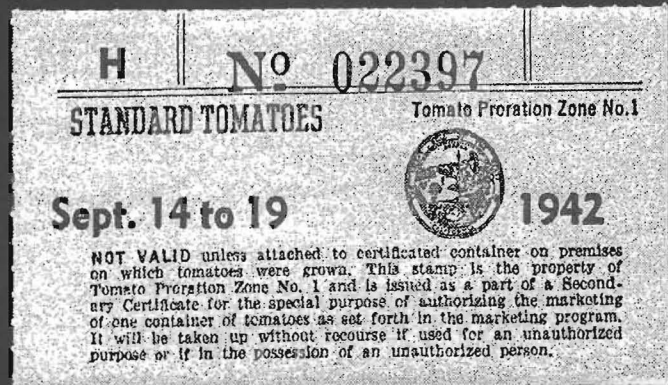 H Nº 022397
STANDARD TOMATOES Tomato Proration Zone No.1
Sept. 14 to 19 1942
NOT VALID unless attached to certificated container on premises
on which tomatoes were grown. This stamp is the property of
Tomato Proration Zone No. 1 and is issued as a part of a Second-
ary Certificate for the special purpose of authorizing the marketing
of one container of tomatoes as set forth in the marketing program.
It will be taken up without recourse if used for an unauthorized
purpose or if in the possession of an unauthorized person.